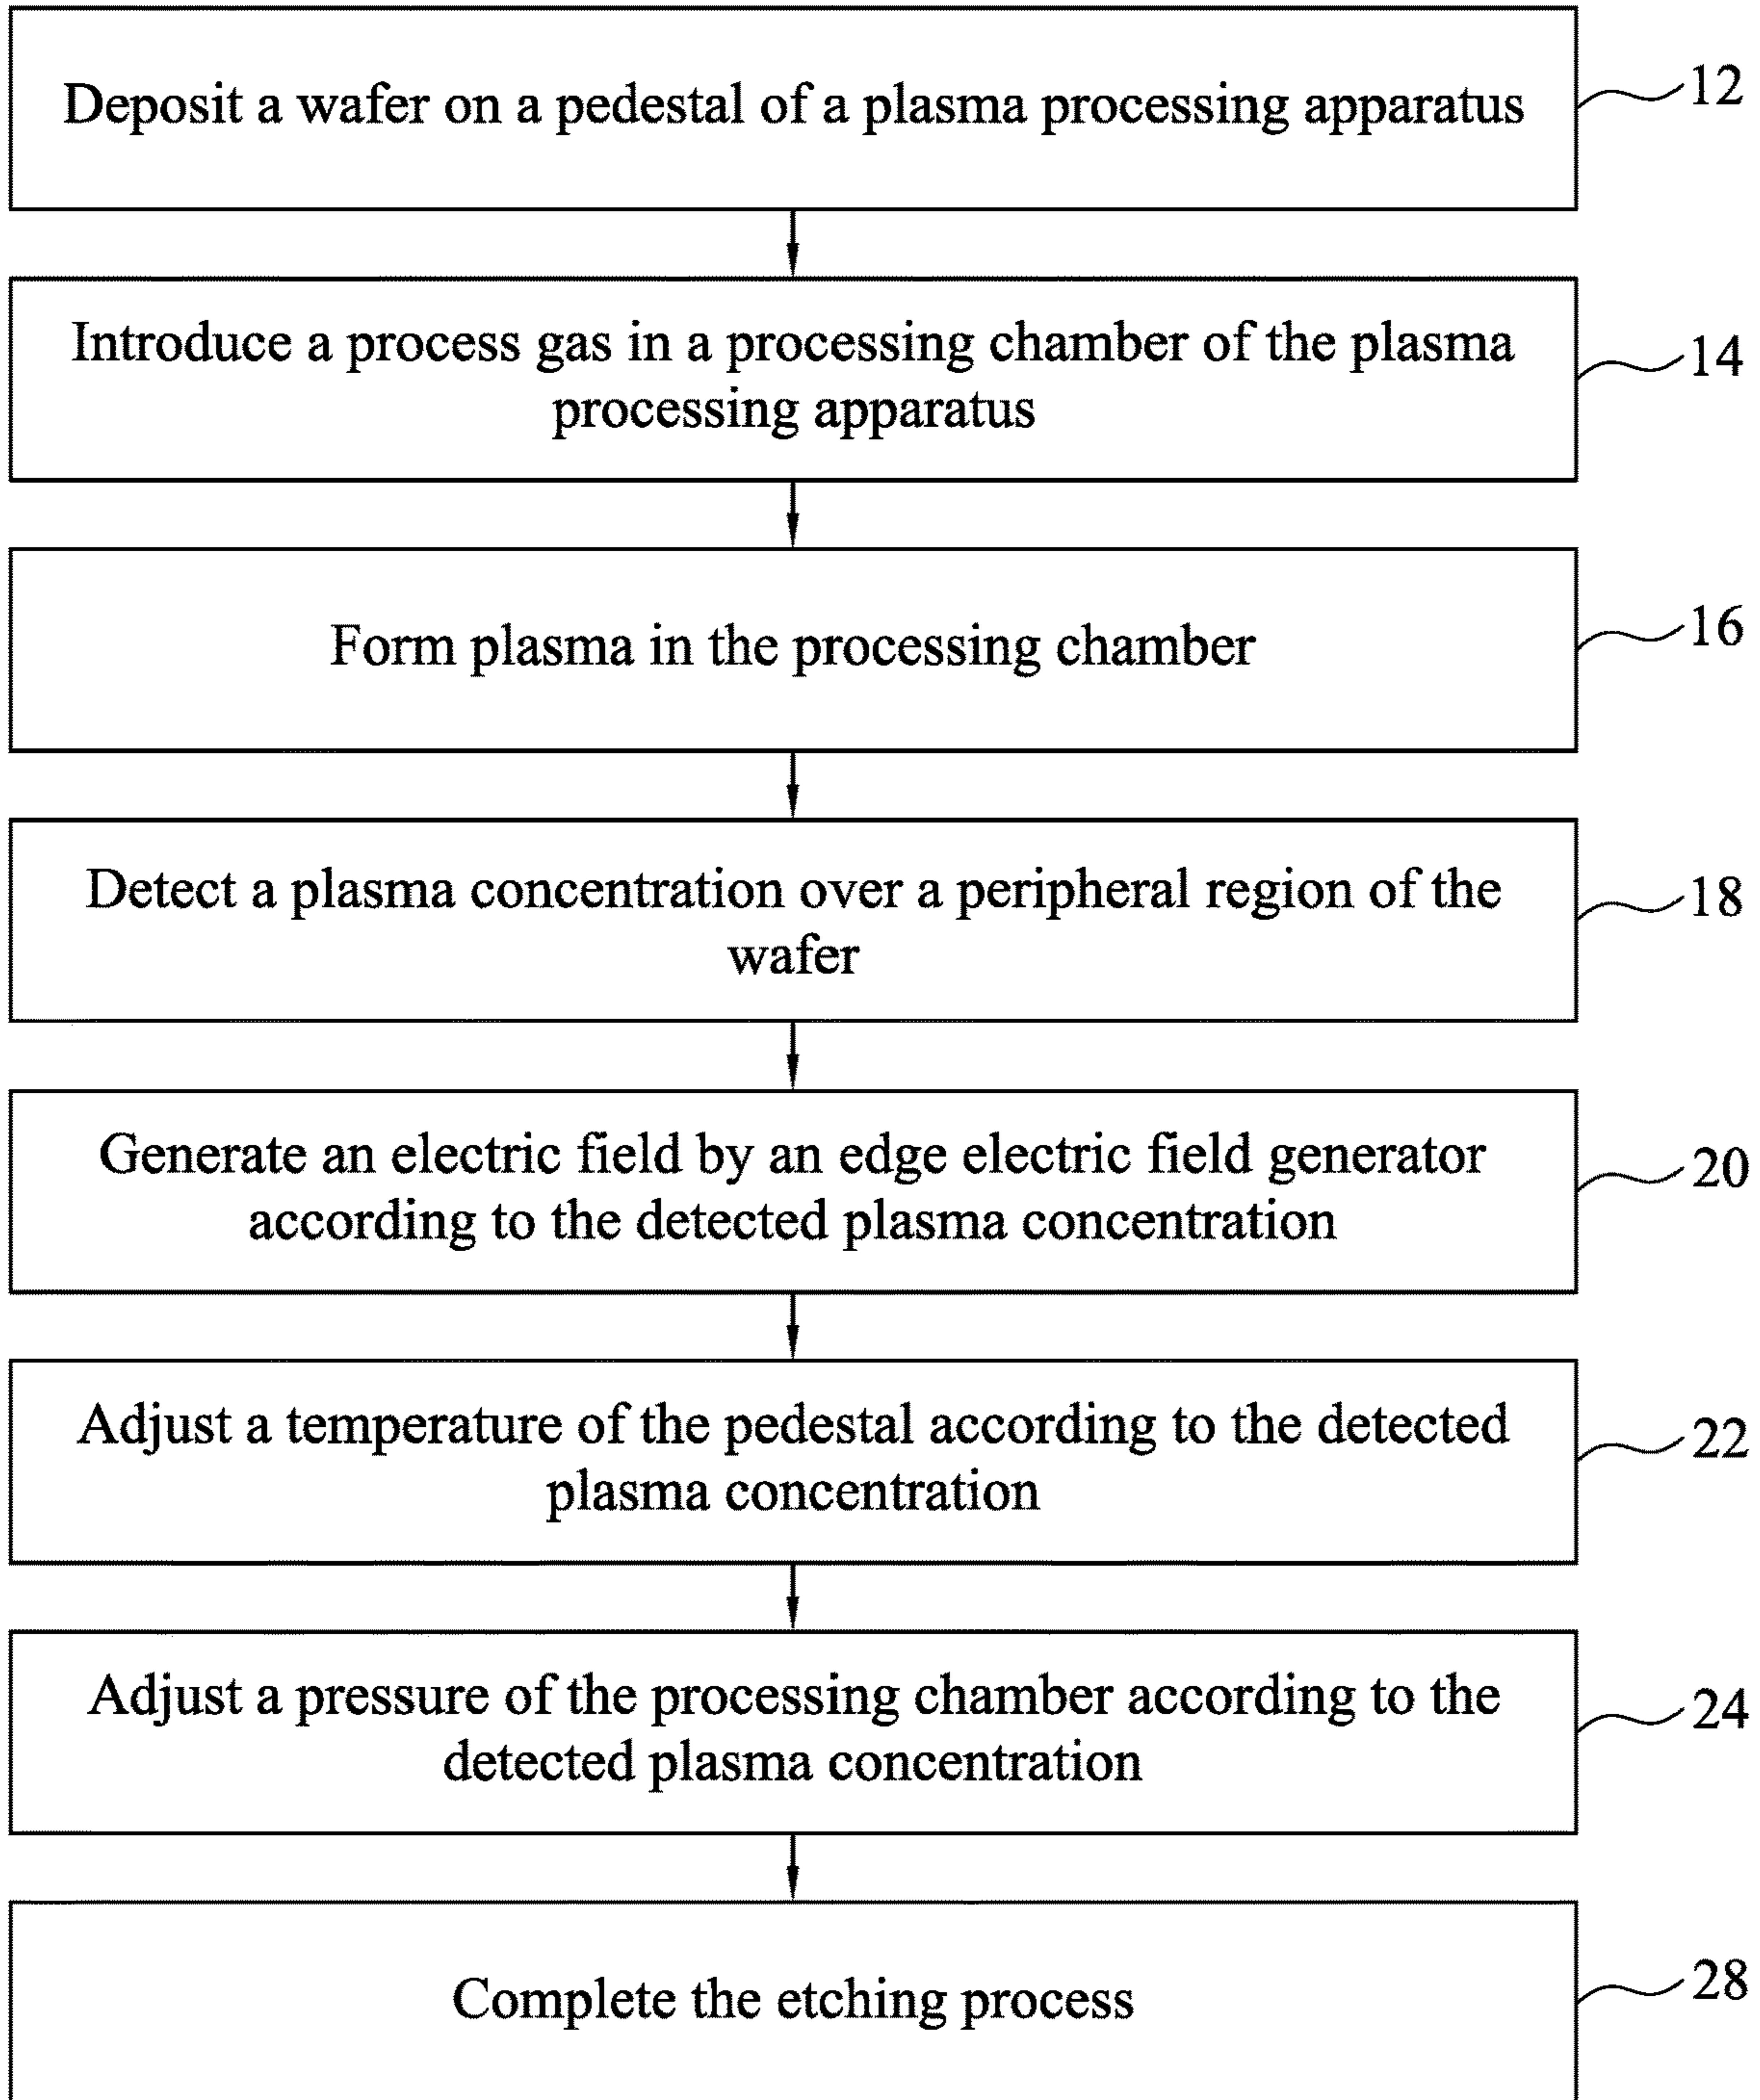 Deposit a wafer on a pedestal of a plasma processing apparatus
12
Introduce a process gas in a processing chamber of the plasma
processing apparatus
14
Form plasma in the processing chamber
16
Detect a plasma concentration over a peripheral region of the
wafer
18
Generate an electric field by an edge electric field generator
according to the detected plasma concentration
20
Adjust a temperature of the pedestal according to the detected
plasma concentration
22
Adjust a pressure of the processing chamber according to the
detected plasma concentration
24
Complete the etching process
28